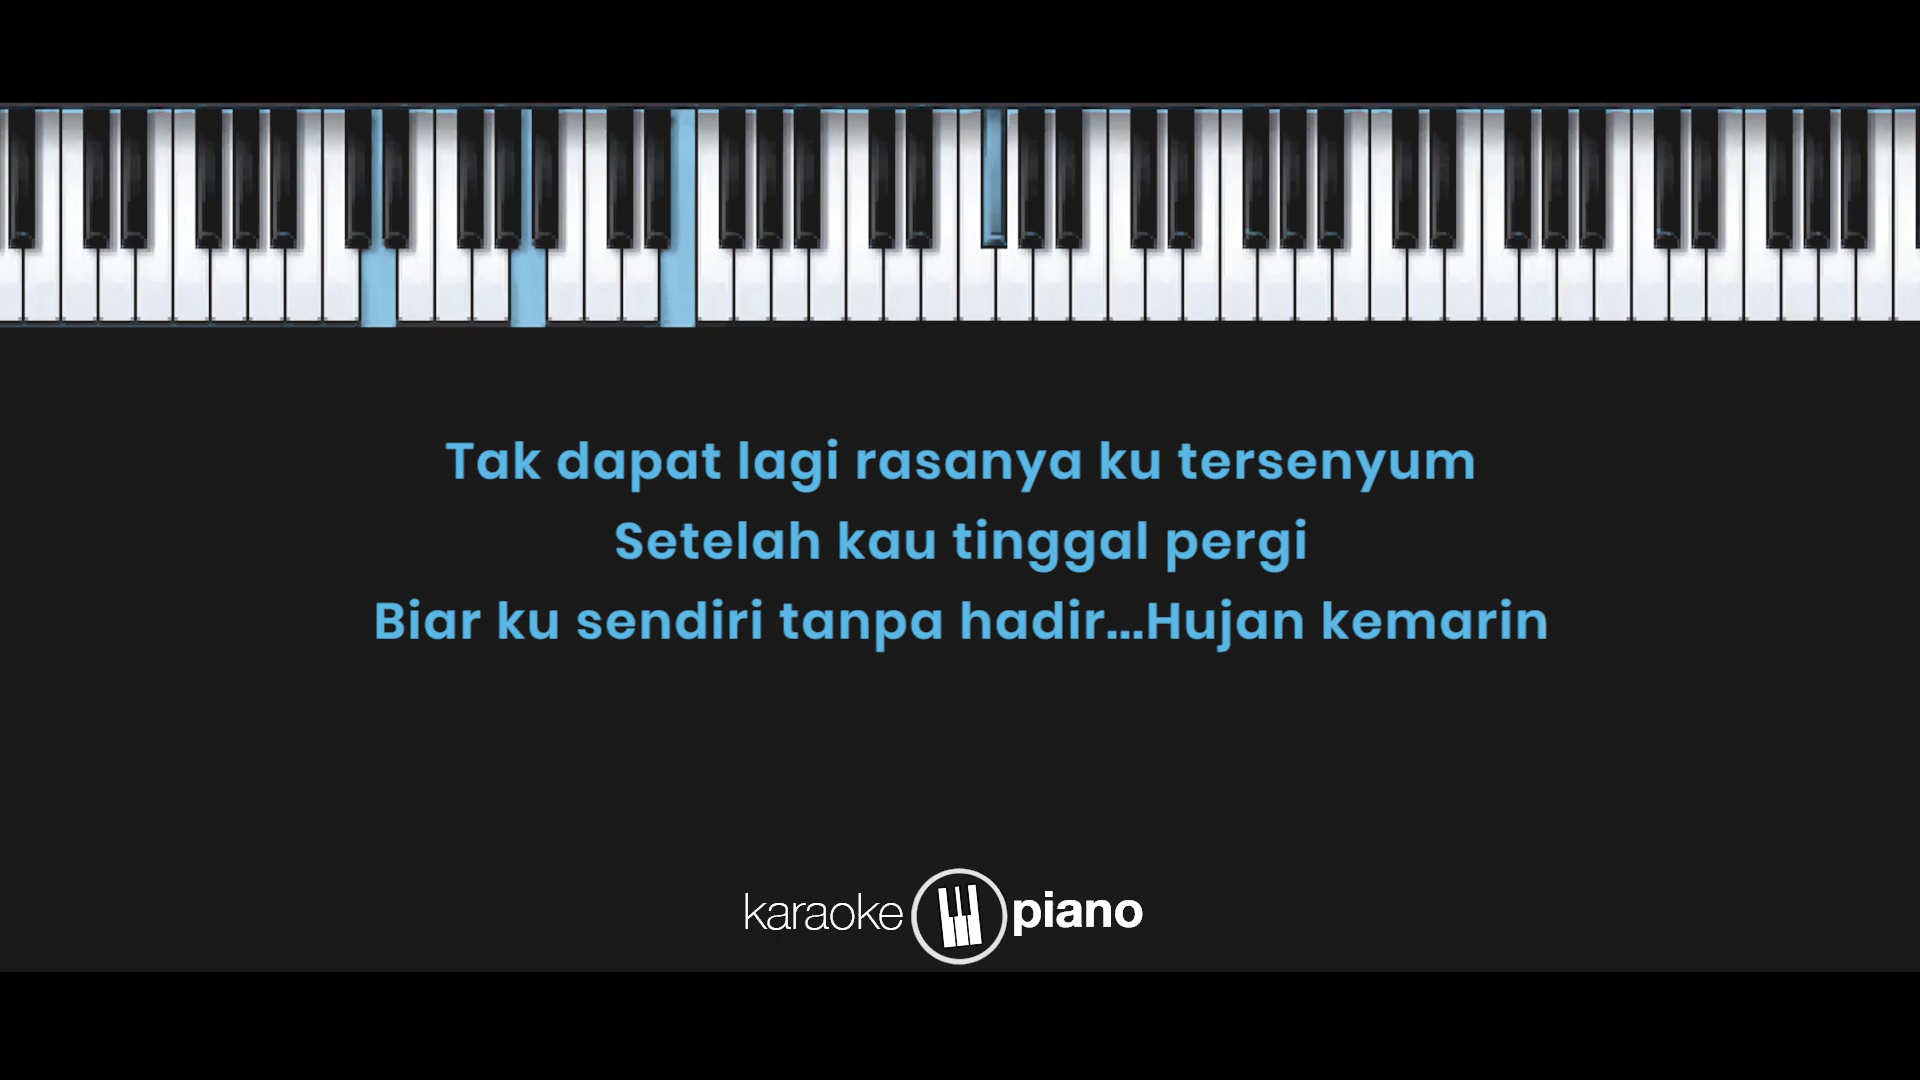 Tak dapat lagi rasanya ku tersenyum
Setelah kau tinggal pergi
Biar ku sendiri tanpa hadir...Hujan kemarin
karaoke piano